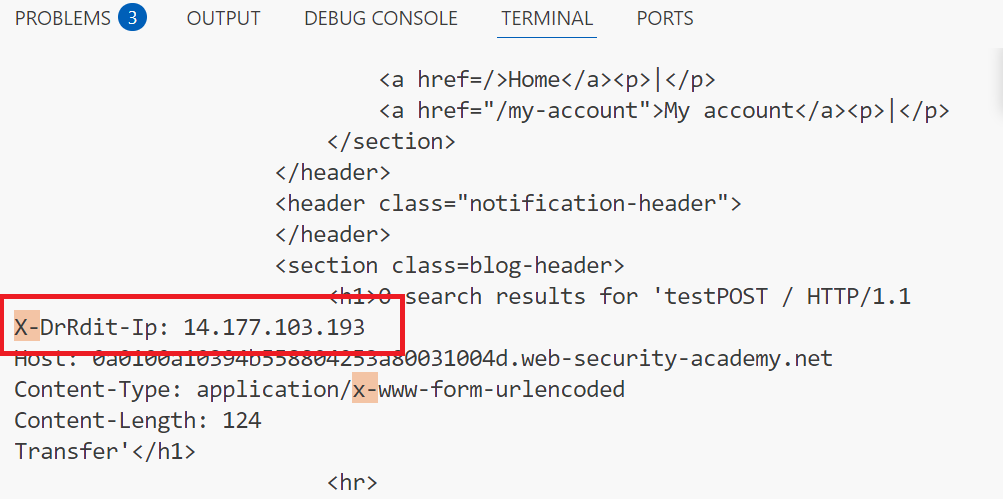 PROBLEMS 3 OUTPUT DEBUG CONSOLE TERMINAL PORTS
<a href=/>Home</a><p>|</p>
<a href="/my-account">My account</a><p>|</p>
</section>
</header>
<header class="notification-header">
</header>
<section class=blog-header>
<h1>0 search results for 'testPOST / HTTP/1.1
X-DrRdit-Ip: 14.177.103.193
Host: 0a0100a10394b558804253a80031004d.web-security-academy.net
Content-Type: application/x-www-form-urlencoded
Content-Length: 124
Transfer'</h1>
<hr>